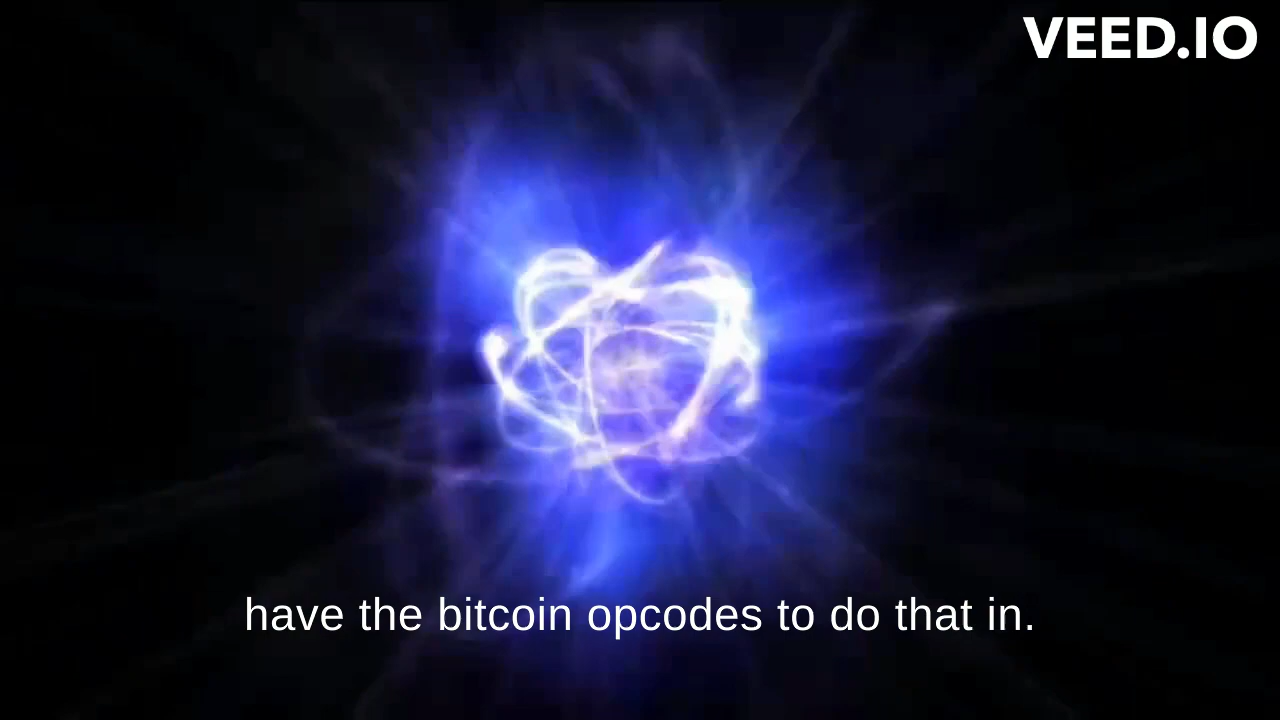 VEED.IO
have the bitcoin opcodes to do that in.